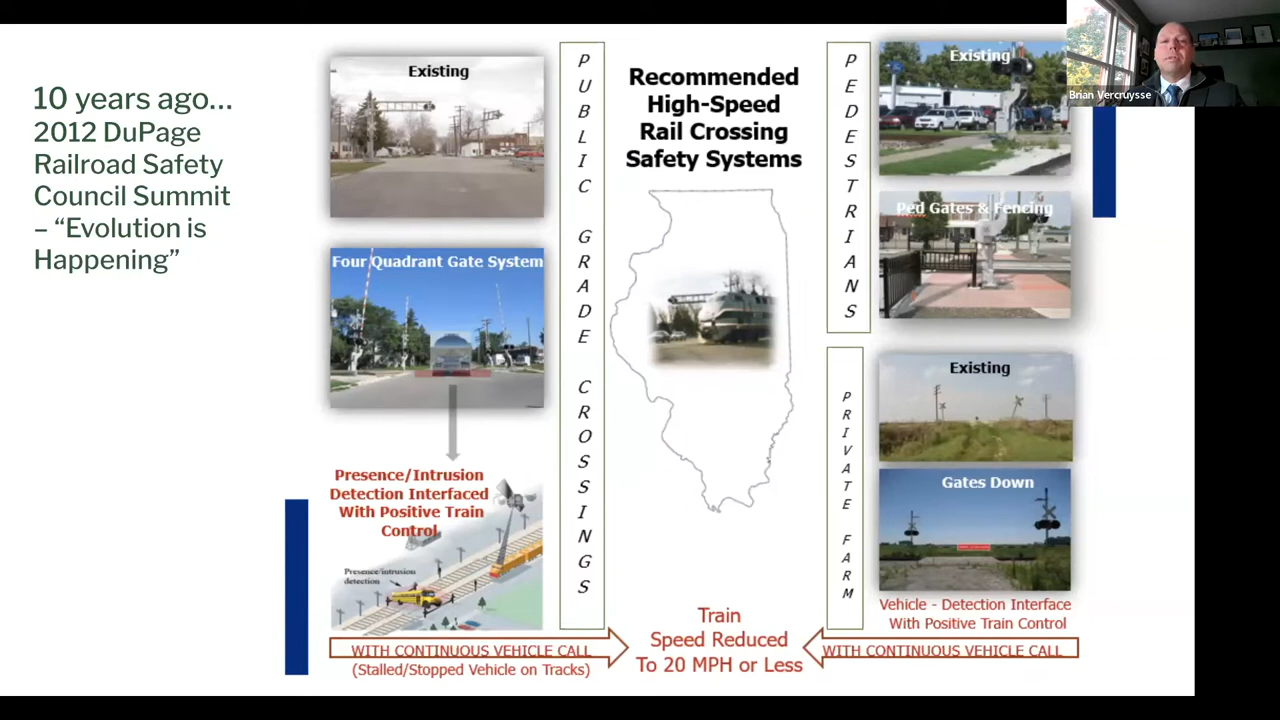 10 years ago...
2012 DuPage
Railroad Safety
Council Summit
– “Evolution is
Happening”
Existing
Four Quadrant Gate System
Presence/Intrusion
Detection Interfaced
With Positive Train
Control
Presence/intrusion
detection
PUBLIC GRADE CROSSINGS
Recommended
High-Speed
Rail Crossing
Safety Systems
PEDESTRIANS
Existing
Ped Gates & Fencing
PRIVATE FARM
Existing
Gates Down
Vehicle - Detection Interface
With Positive Train Control
WITH CONTINUOUS VEHICLE CALL
(Stalled/Stopped Vehicle on Tracks)
Train
Speed Reduced
To 20 MPH or Less
WITH CONTINUOUS VEHICLE CALL
Brian Vercruysse